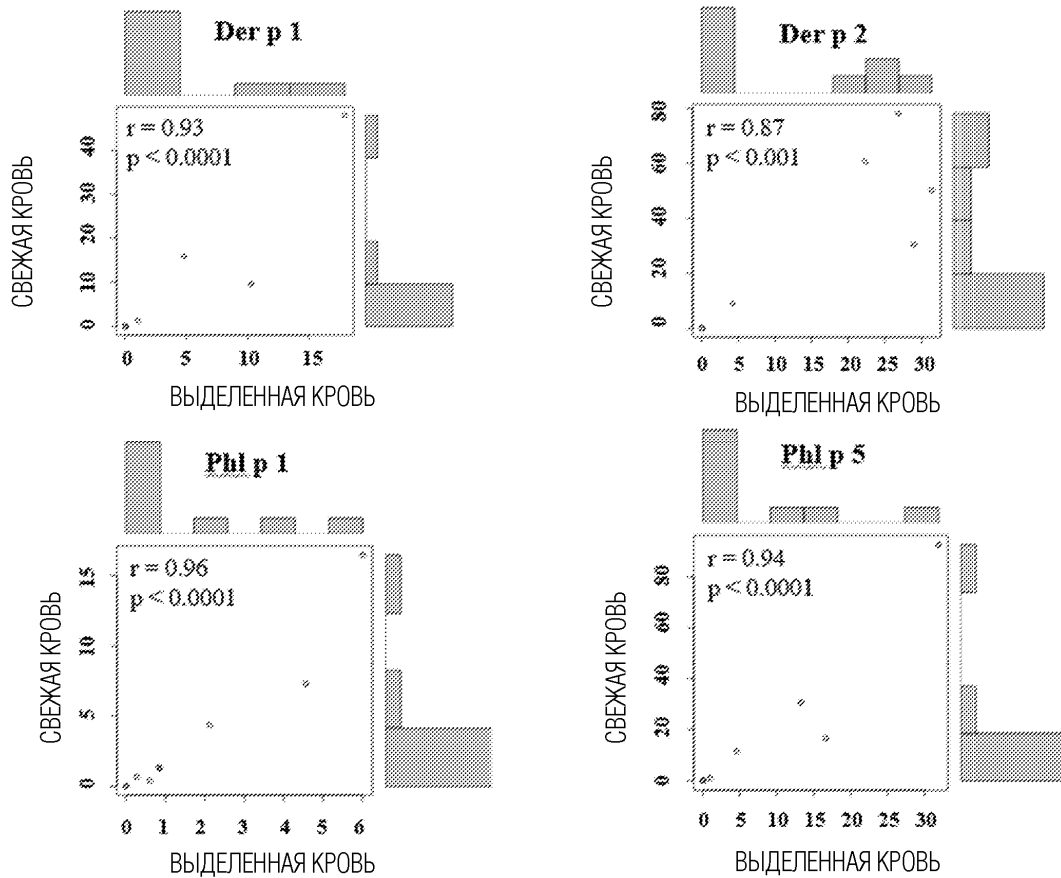 Der p 1
r = 0.93
p < 0.0001
СВЕЖАЯ КРОВЬ
0 10 20 30 40
0 5 10 15
ВЫДЕЛЕННАЯ КРОВЬ
Der p 2
r = 0.87
p < 0.001
СВЕЖАЯ КРОВЬ
0 20 40 60 80
0 5 10 15 20 25 30
ВЫДЕЛЕННАЯ КРОВЬ
Phl p 1
r = 0.96
p < 0.0001
СВЕЖАЯ КРОВЬ
0 5 10 15
0 1 2 3 4 5 6
ВЫДЕЛЕННАЯ КРОВЬ
Phl p 5
r = 0.94
p < 0.0001
СВЕЖАЯ КРОВЬ
0 20 40 60 80
0 5 10 15 20 25 30
ВЫДЕЛЕННАЯ КРОВЬ